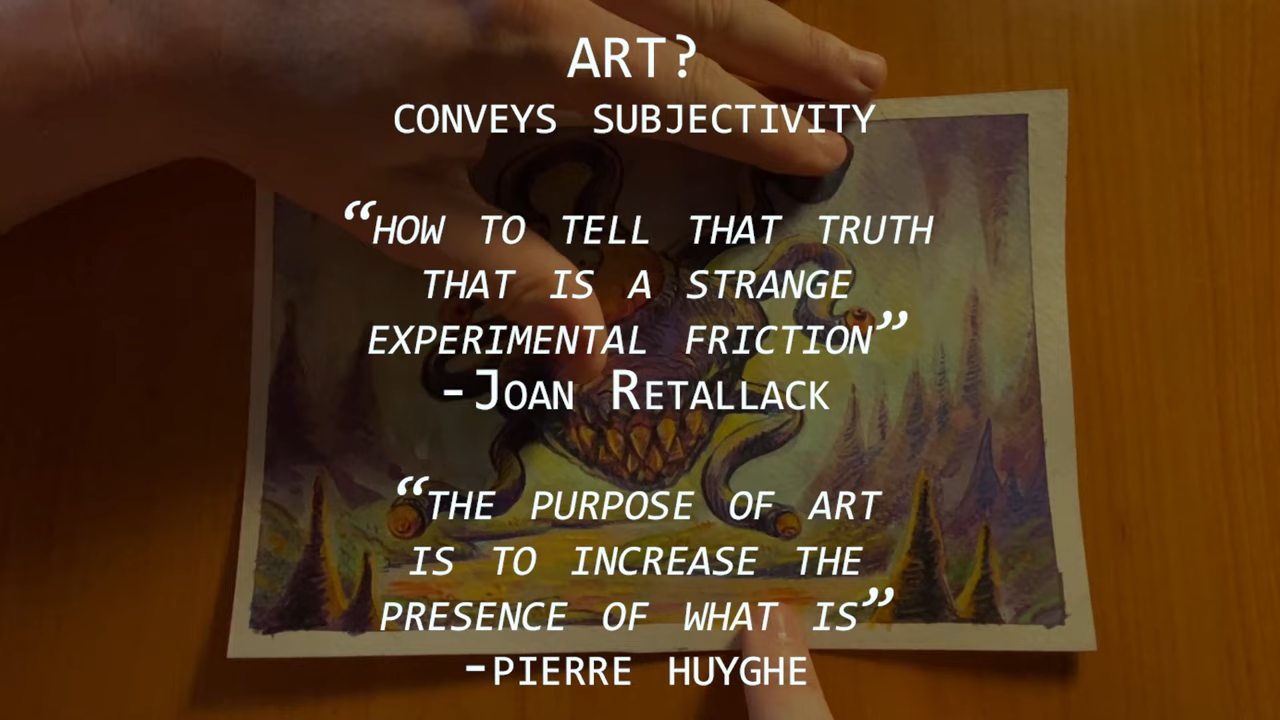 ART?
CONVEYS SUBJECTIVITY
“HOW TO TELL THAT TRUTH
THAT IS A STRANGE
EXPERIMENTAL FRICTION”
-JOAN RETALLACK
“THE PURPOSE OF ART
IS TO INCREASE THE
PRESENCE OF WHAT IS”
-PIERRE HUYGHE